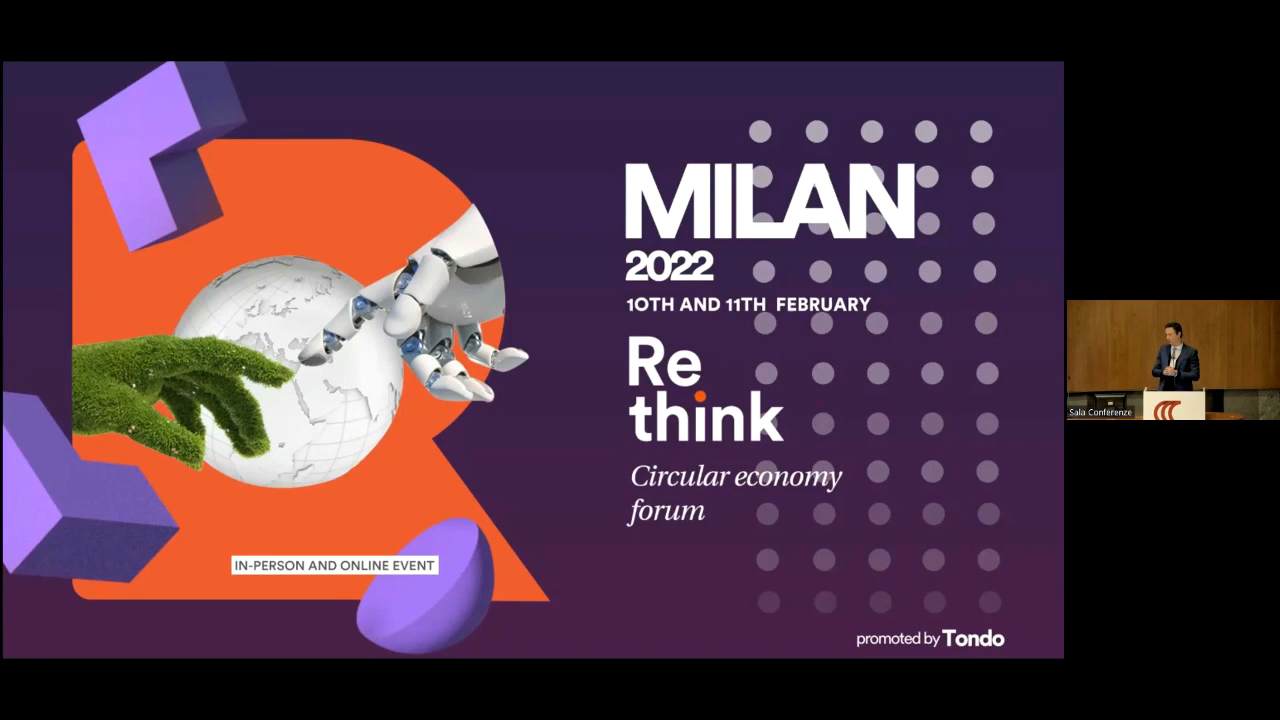 MILAN
2022
10TH AND 11TH FEBRUARY
Re
think
Circular economy
forum
IN-PERSON AND ONLINE EVENT
promoted by Tondo
Sala Conferenze